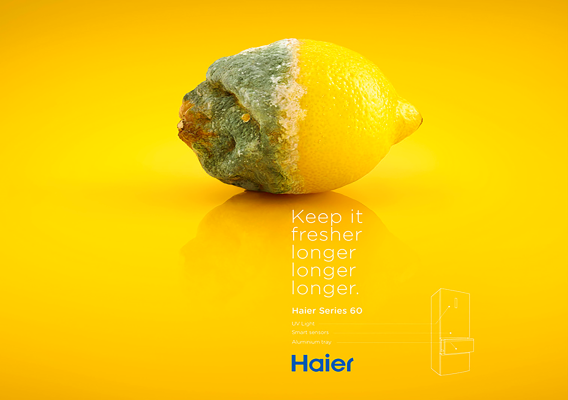 Keep it
fresher
longer
longer
longer.
Haier Series 60
UV Light
Smart sensors
Aluminium tray
Haier